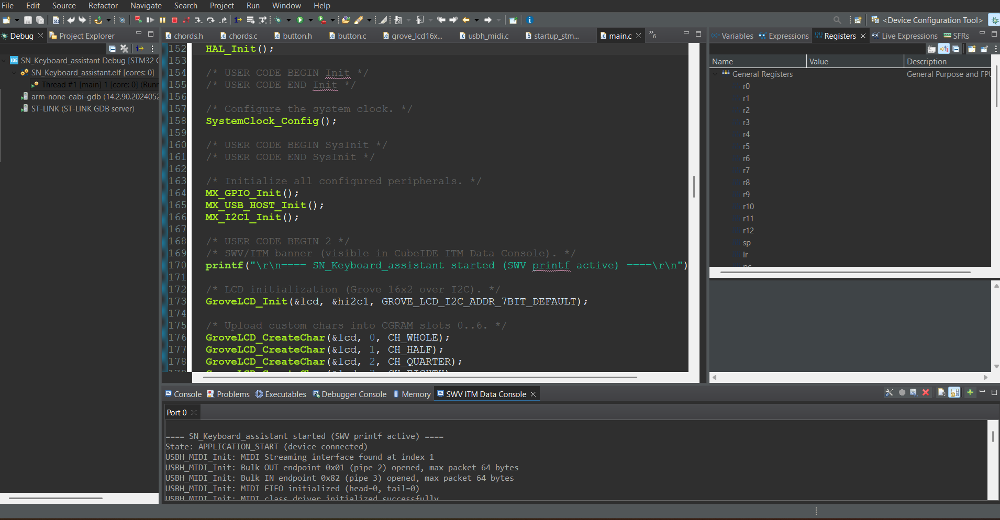 File Edit Source Refactor Navigate Search Project Run Window Help
<Device Configuration Tool>
Debug Project Explorer
chords.h chords.c button.h button.c grove_lcd16x... usbh_midi.c startup_stm... main.c »6
Variables Expressions Registers Live Expressions SFRs
SN_Keyboard_assistant Debug [STM32 C
SN_Keyboard_assistant.elf [cores: 0]
Thread #1 [main] 1 [core: 0] (Runn
arm-none-eabi-gdb (14.2.90.2024052
ST-LINK (ST-LINK GDB server)
152 HAL_Init();
153
154 /* USER CODE BEGIN Init */
155 /* USER CODE END Init */
156
157 /* Configure the system clock. */
158 SystemClock_Config();
159
160 /* USER CODE BEGIN SysInit */
161 /* USER CODE END SysInit */
162
163 /* Initialize all configured peripherals. */
164 MX_GPIO_Init();
165 MX_USB_HOST_Init();
166 MX_I2C1_Init();
167
168 /* USER CODE BEGIN 2 */
169 /* SWV/ITM banner (visible in CubeIDE ITM Data Console). */
170 printf("\r\n==== SN_Keyboard_assistant started (SWV printf active) ====\r\n")
171
172 /* LCD initialization (Grove 16x2 over I2C). */
173 GroveLCD_Init(&lcd, &hi2c1, GROVE_LCD_I2C_ADDR_7BIT_DEFAULT);
174
175 /* Upload custom chars into CGRAM slots 0..6. */
176 GroveLCD_CreateChar(&lcd, 0, CH_WHOLE);
177 GroveLCD_CreateChar(&lcd, 1, CH_HALF);
178 GroveLCD_CreateChar(&lcd, 2, CH_QUARTER);
179 GroveLCD_CreateChar(&lcd, 3, CH_EIGHTH)
Name Value Description
General Registers General Purpose and FPU
r0
r1
r2
r3
r4
r5
r6
r7
r8
r9
r10
r11
r12
sp
lr
pc
Console Problems Executables Debugger Console Memory SWV ITM Data Console
Port 0
==== SN_Keyboard_assistant started (SWV printf active) ====
State: APPLICATION_START (device connected)
USBH_MIDI_Init: MIDI Streaming interface found at index 1
USBH_MIDI_Init: Bulk OUT endpoint 0x01 (pipe 2) opened, max packet 64 bytes
USBH_MIDI_Init: Bulk IN endpoint 0x82 (pipe 3) opened, max packet 64 bytes
USBH_MIDI_Init: MIDI FIFO initialized (head=0, tail=0)
USBH_MIDI_Init: MIDI class driver initialized successfully